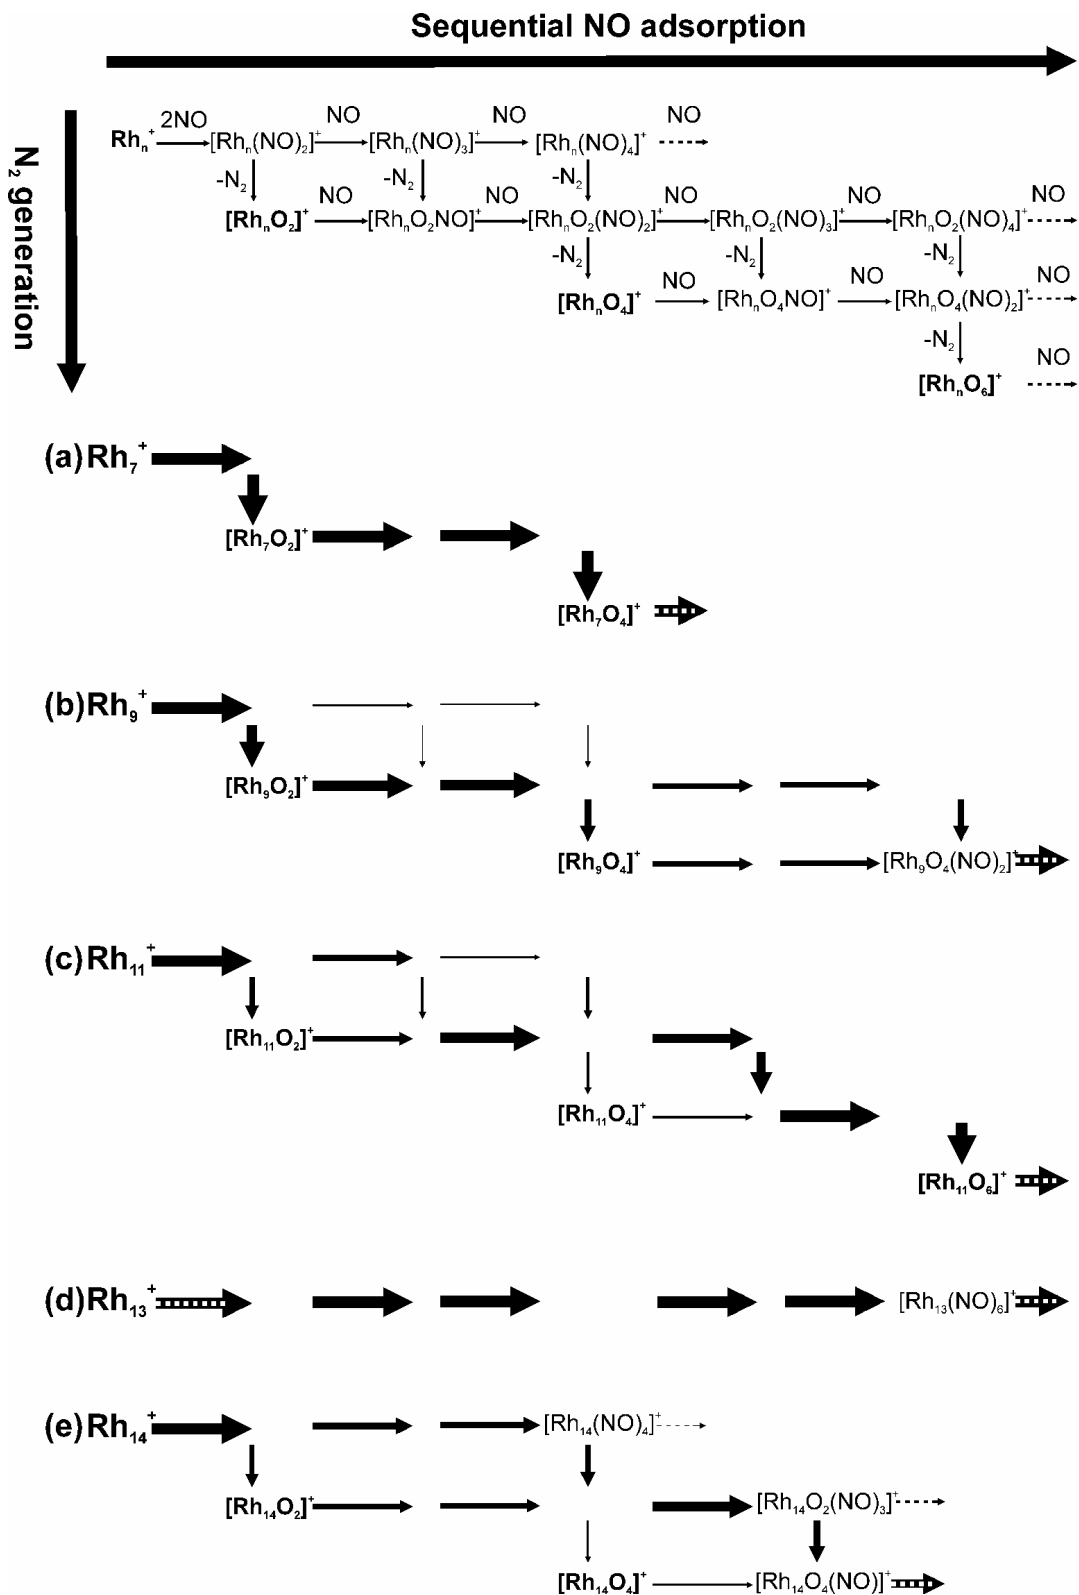 Sequential NO adsorption
N₂ generation
2NO NO NO NO
Rhₙ⁺ [Rhₙ(NO)₂]⁺ [Rhₙ(NO)₃]⁺ [Rhₙ(NO)₄]⁺
-N₂ -N₂ -N₂
NO NO NO NO NO
[RhₙO₂]⁺ [RhₙO₂NO]⁺ [RhₙO₂(NO)₂]⁺ [RhₙO₂(NO)₃]⁺ [RhₙO₂(NO)₄]⁺
-N₂ -N₂ -N₂
NO NO NO
[RhₙO₄]⁺ [RhₙO₄NO]⁺ [RhₙO₄(NO)₂]⁺
-N₂
NO
[RhₙO₆]⁺
(a) Rh₇⁺
[Rh₇O₂]⁺
[Rh₇O₄]⁺
(b) Rh₉⁺
[Rh₉O₂]⁺
[Rh₉O₄]⁺ [Rh₉O₄(NO)₂]⁺
(c) Rh₁₁⁺
[Rh₁₁O₂]⁺
[Rh₁₁O₄]⁺
[Rh₁₁O₆]⁺
(d) Rh₁₃⁺ [Rh₁₃(NO)₆]⁺
(e) Rh₁₄⁺ [Rh₁₄(NO)₄]⁺
[Rh₁₄O₂]⁺ [Rh₁₄O₂(NO)₃]⁺
[Rh₁₄O₄]⁺ [Rh₁₄O₄(NO)]⁺